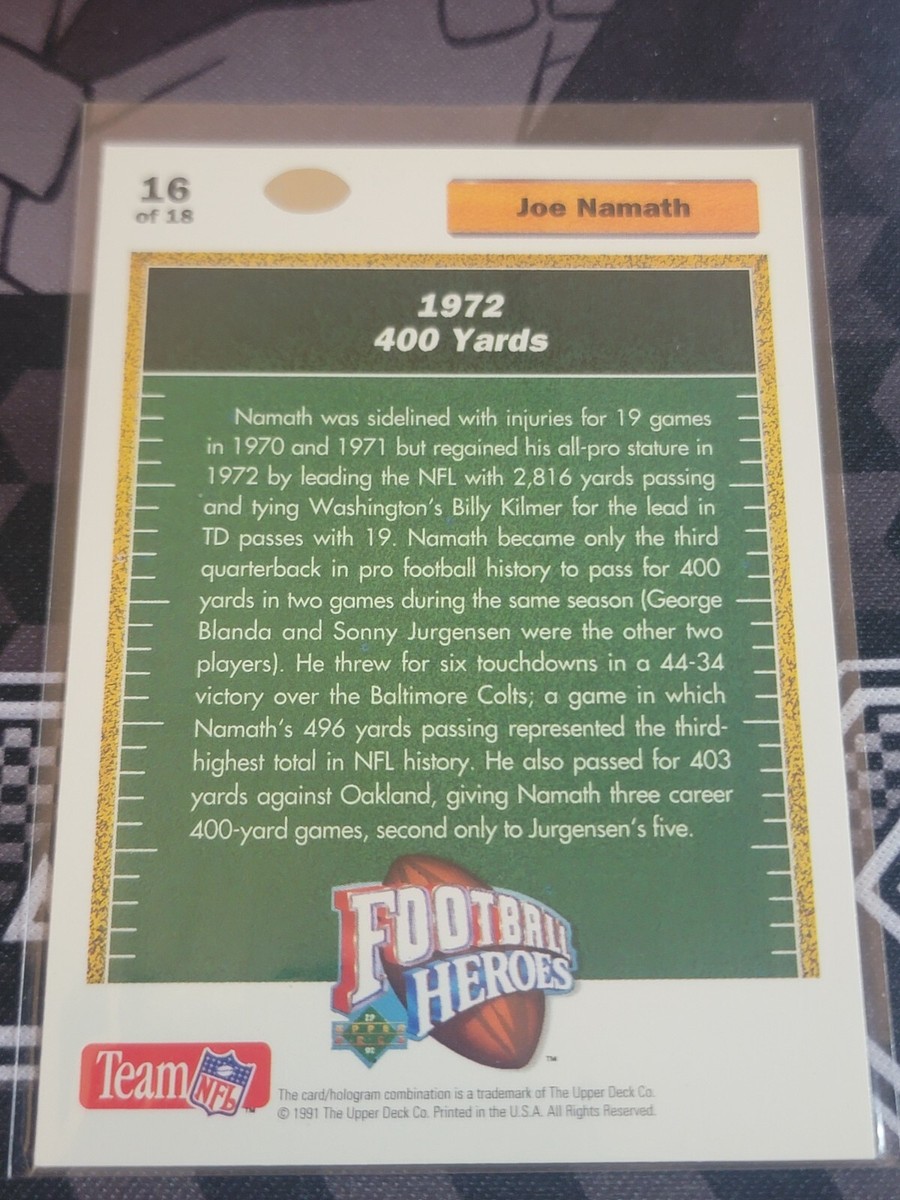 16
of 18
Joe Namath
1972
400 Yards
Namath was sidelined with injuries for 19 games
in 1970 and 1971 but regained his all-pro stature in
1972 by leading the NFL with 2,816 yards passing
and tying Washington's Billy Kilmer for the lead in
TD passes with 19. Namath became only the third
quarterback in pro football history to pass for 400
yards in two games during the same season (George
Blanda and Sonny Jurgensen were the other two
players). He threw for six touchdowns in a 44-34
victory over the Baltimore Colts; a game in which
Namath's 496 yards passing represented the third-
highest total in NFL history. He also passed for 403
yards against Oakland, giving Namath three career
400-yard games, second only to Jurgensen's five.
FOOTBALL
HEROES
UPPER
DECK
™
Team NFL ™
The card/hologram combination is a trademark of The Upper Deck Co.
© 1991 The Upper Deck Co. Printed in the U.S.A. All Rights Reserved.